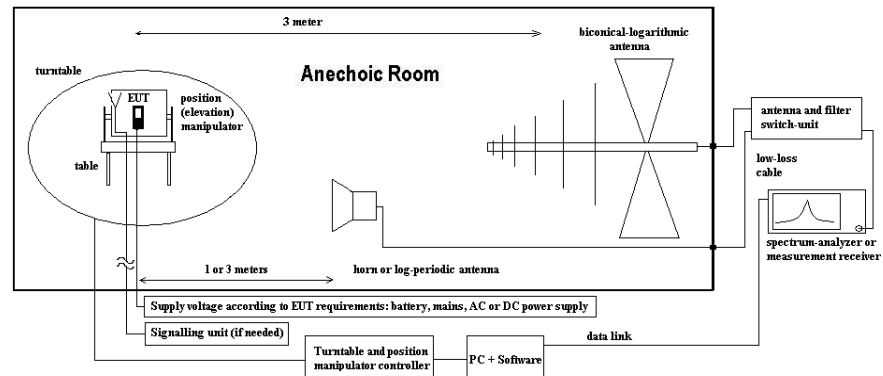 3 meter
biconical-logarithmic
antenna
turntable
Anechoic Room
EUT
position
(elevation)
manipulator
antenna and filter
switch-unit
table
low-loss
cable
spectrum-analyzer or
measurement receiver
1 or 3 meters
horn or log-periodic antenna
Supply voltage according to EUT requirements: battery, mains, AC or DC power supply
Signalling unit (if needed)
data link
Turntable and position
manipulator controller
PC + Software